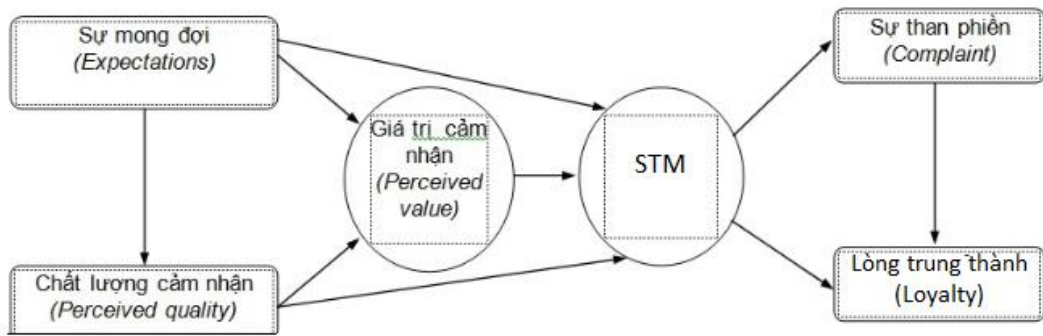 Sự mong đợi
(Expectations)
Sự than phiền
(Complaint)
Giá trị cảm
nhận
(Perceived
value)
STM
Chất lượng cảm nhận
(Perceived quality)
Lòng trung thành
(Loyalty)